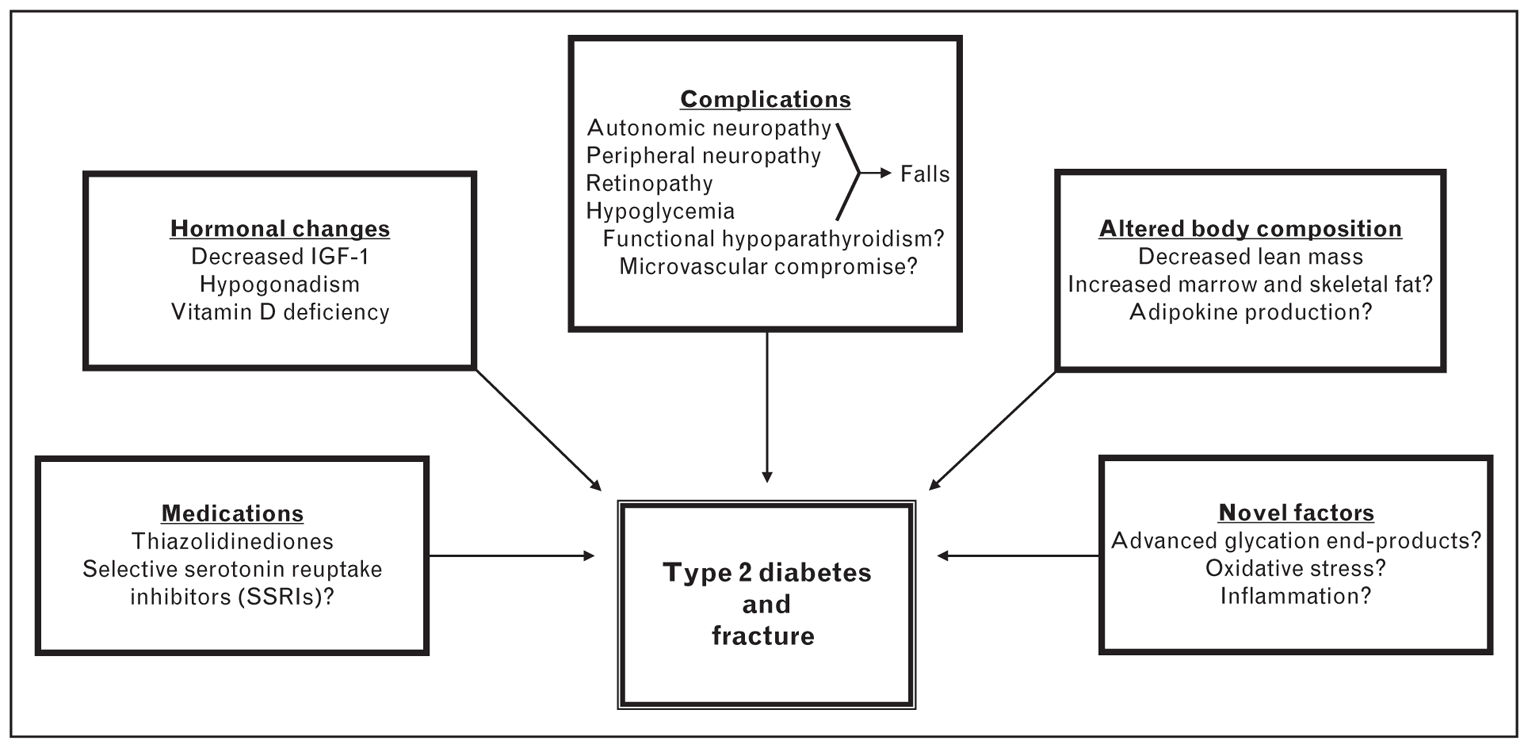 Complications
Autonomic neuropathy
Peripheral neuropathy
Retinopathy
Hypoglycemia
Falls
Functional hypoparathyroidism?
Microvascular compromise?
Hormonal changes
Decreased IGF-1
Hypogonadism
Vitamin D deficiency
Altered body composition
Decreased lean mass
Increased marrow and skeletal fat?
Adipokine production?
Medications
Thiazolidinediones
Selective serotonin reuptake
inhibitors (SSRIs)?
Novel factors
Advanced glycation end-products?
Oxidative stress?
Inflammation?
Type 2 diabetes
and
fracture